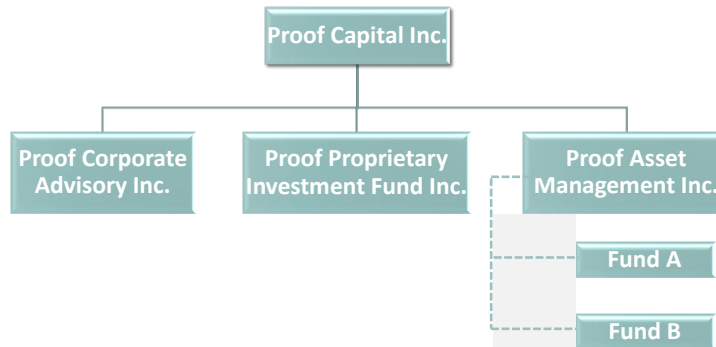 Proof Capital Inc.
Proof Corporate
Advisory Inc.
Proof Proprietary
Investment Fund Inc.
Proof Asset
Management Inc.
Fund A
Fund B